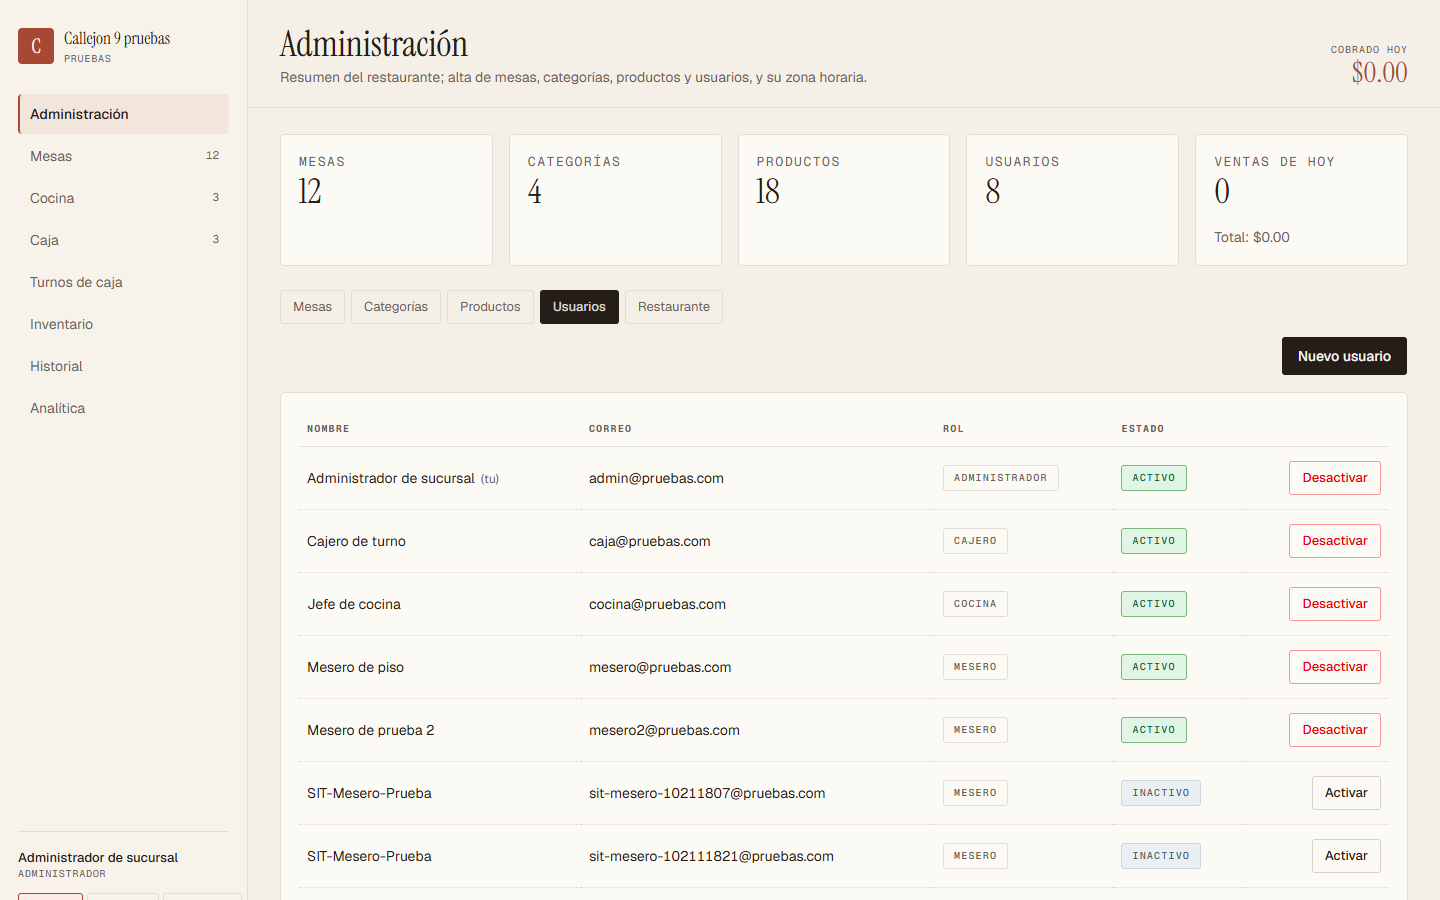 C
Callejon 9 pruebas
PRUEBAS
Administración
Mesas 12
Cocina 3
Caja 3
Turnos de caja
Inventario
Historial
Analítica
Administrador de sucursal
ADMINISTRADOR
Administración
Resumen del restaurante; alta de mesas, categorías, productos y usuarios, y su zona horaria.
COBRADO HOY
$0.00
MESAS
12
CATEGORÍAS
4
PRODUCTOS
18
USUARIOS
8
VENTAS DE HOY
0
Total: $0.00
Mesas Categorías Productos Usuarios Restaurante
Nuevo usuario
NOMBRE CORREO ROL ESTADO
Administrador de sucursal (tu) admin@pruebas.com ADMINISTRADOR ACTIVO Desactivar
Cajero de turno caja@pruebas.com CAJERO ACTIVO Desactivar
Jefe de cocina cocina@pruebas.com COCINA ACTIVO Desactivar
Mesero de piso mesero@pruebas.com MESERO ACTIVO Desactivar
Mesero de prueba 2 mesero2@pruebas.com MESERO ACTIVO Desactivar
SIT-Mesero-Prueba sit-mesero-10211807@pruebas.com MESERO INACTIVO Activar
SIT-Mesero-Prueba sit-mesero-102111821@pruebas.com MESERO INACTIVO Activar